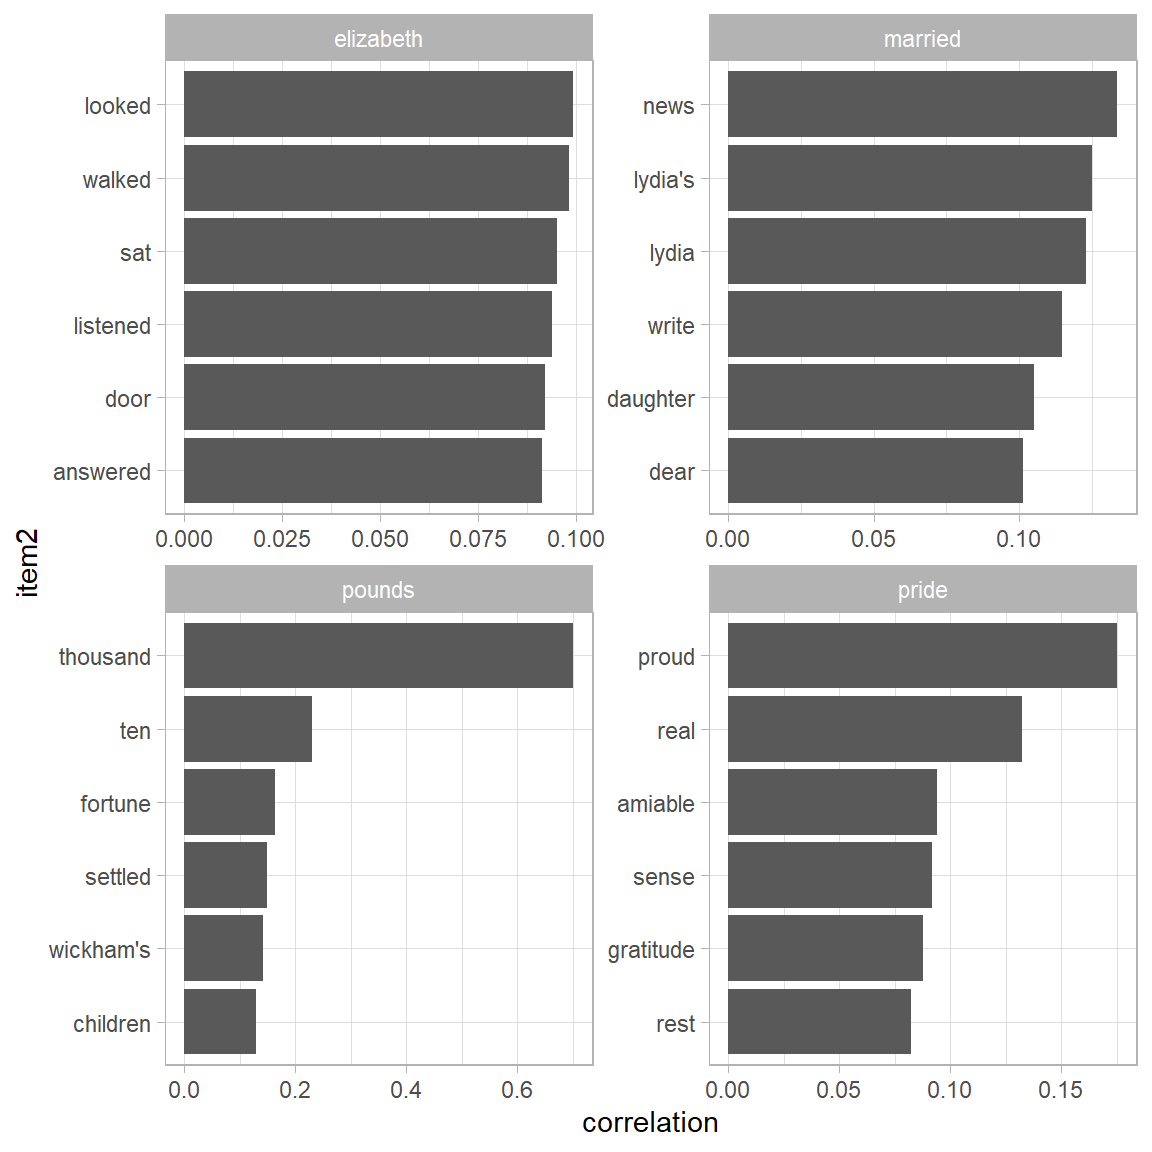 elizabeth
looked
walked
sat
listened
door
answered
0.000 0.025 0.050 0.075 0.100
married
news
lydia's
lydia
write
daughter
dear
0.00 0.05 0.10
item2
pounds
thousand
ten
fortune
settled
wickham's
children
0.0 0.2 0.4 0.6
pride
proud
real
amiable
sense
gratitude
rest
0.00 0.05 0.10 0.15
correlation